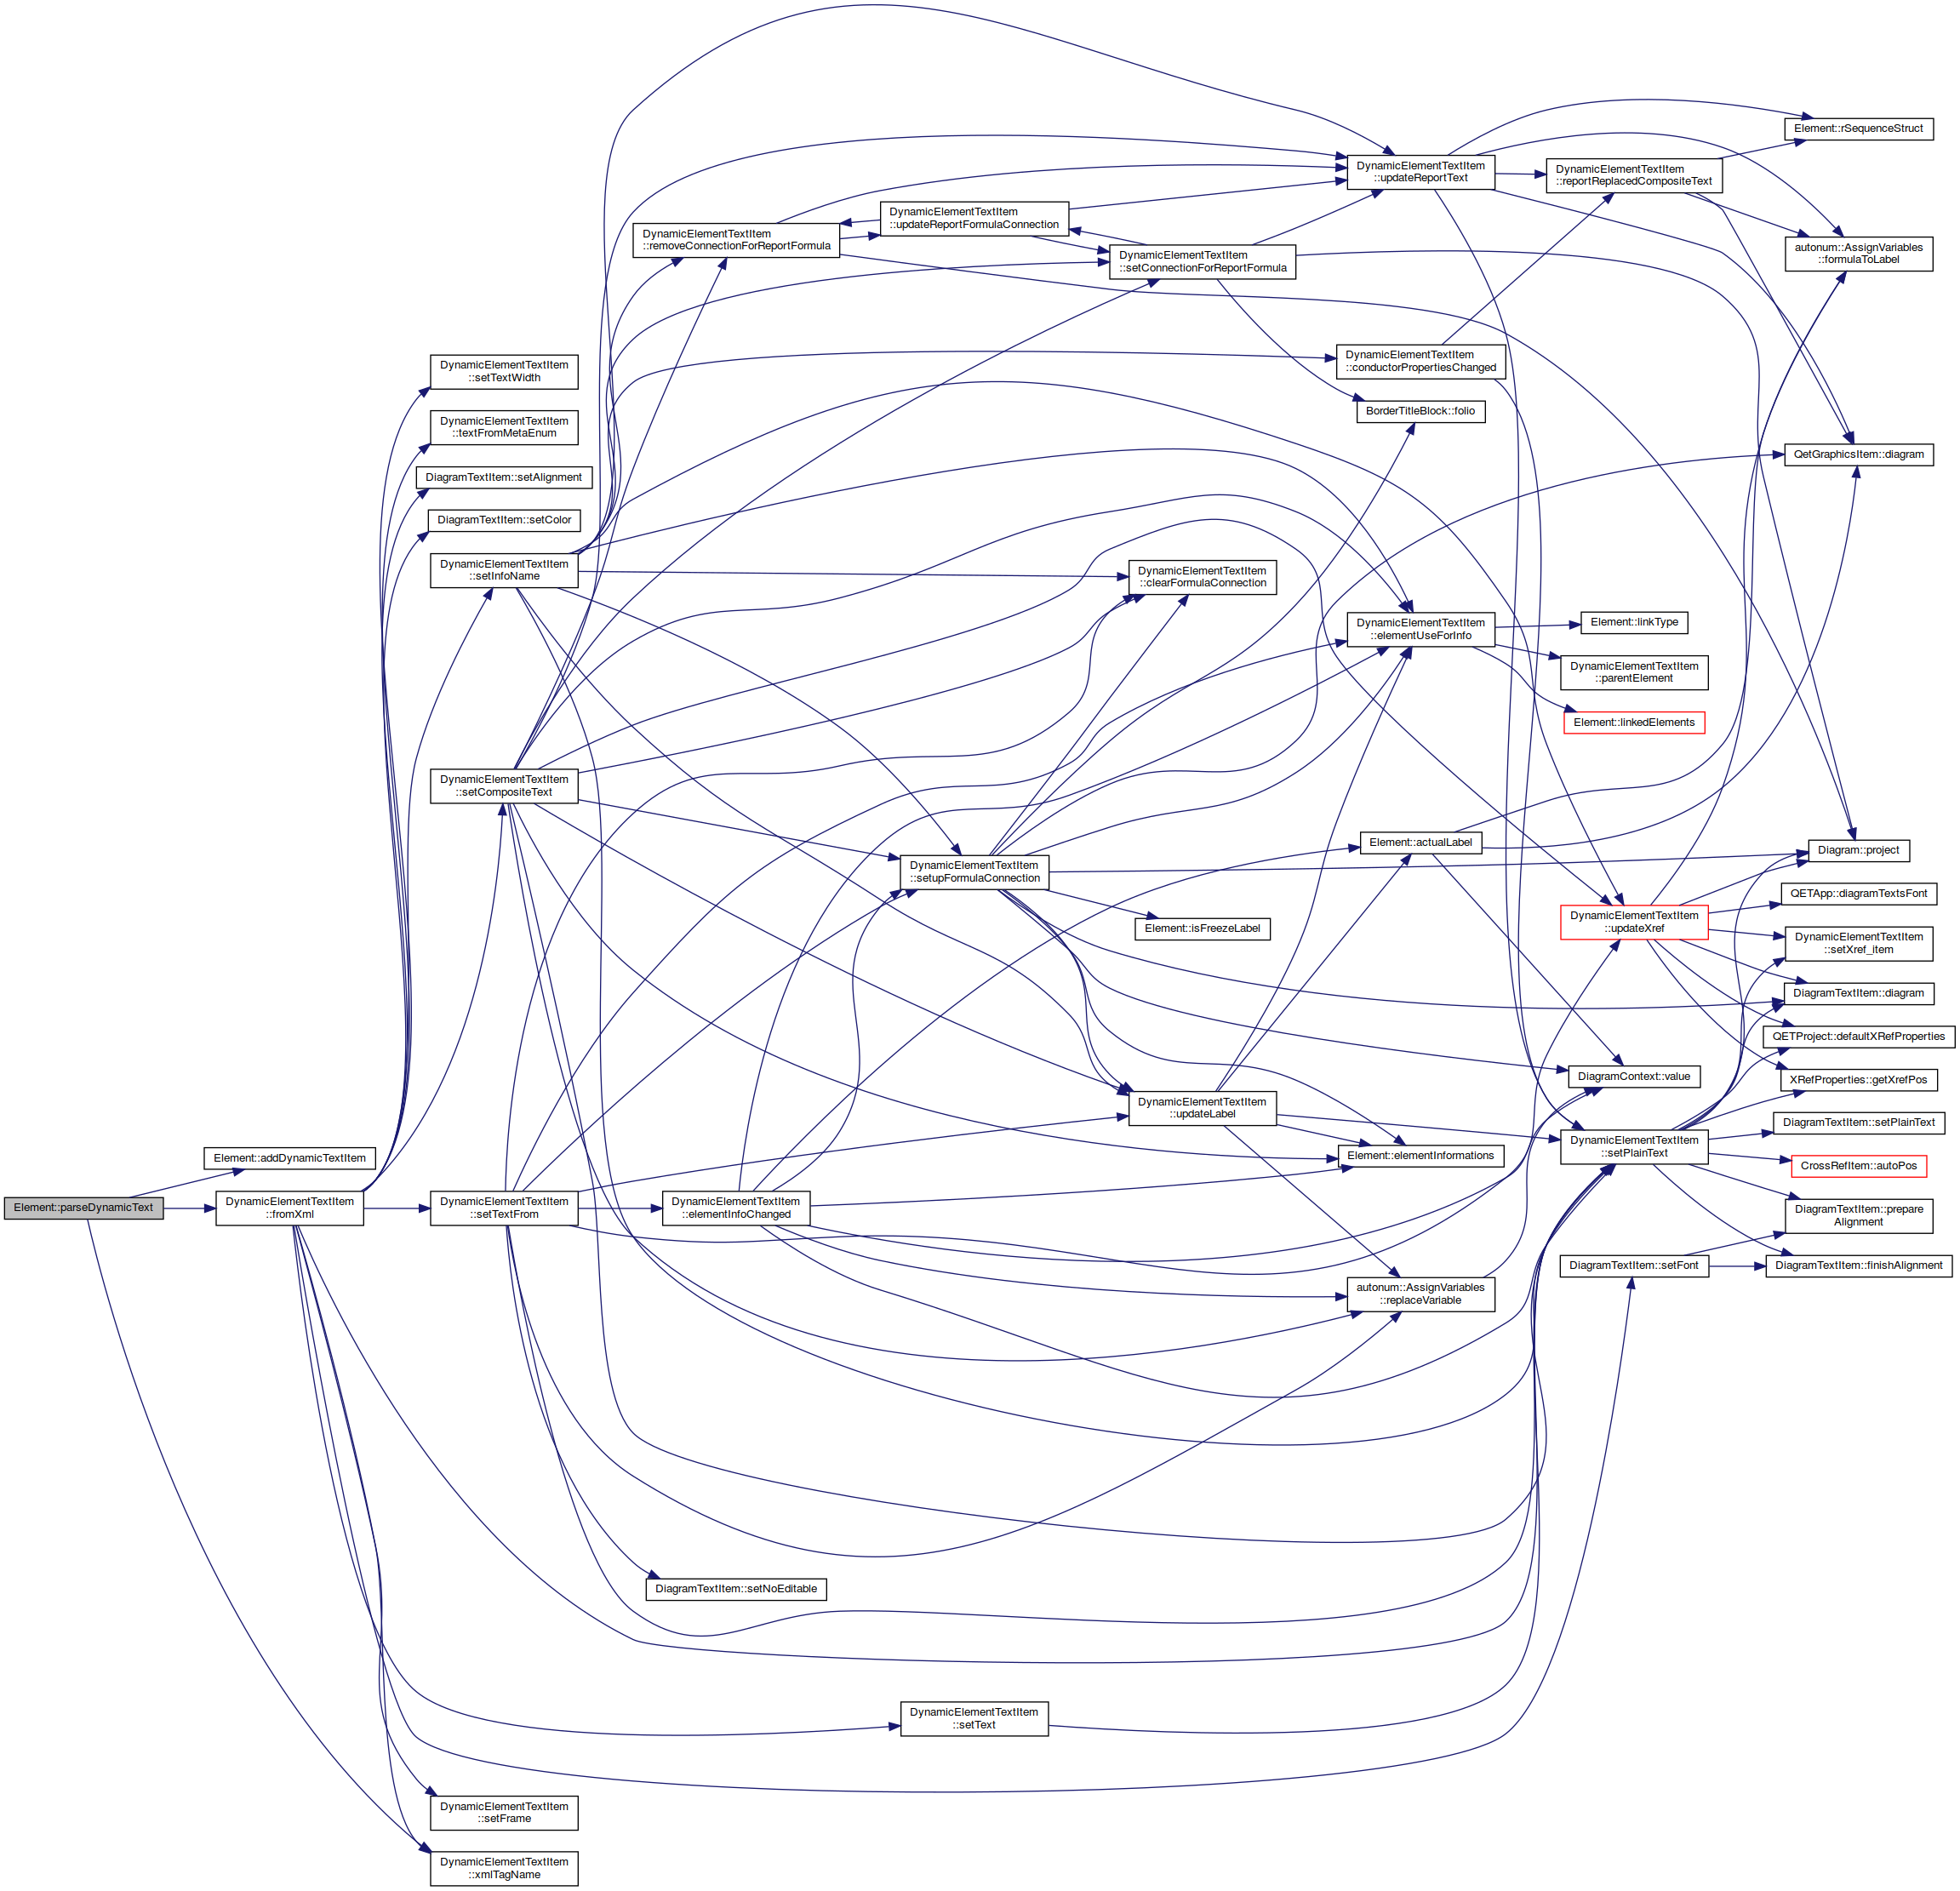 Element::parseDynamicText
Element::addDynamicTextItem
DynamicElementTextItem
::fromXml
DynamicElementTextItem
::setTextWidth
DynamicElementTextItem
::textFromMetaEnum
DiagramTextItem::setAlignment
DiagramTextItem::setColor
DynamicElementTextItem
::setInfoName
DynamicElementTextItem
::setCompositeText
DynamicElementTextItem
::setTextFrom
DynamicElementTextItem
::setFrame
DynamicElementTextItem
::xmlTagName
DynamicElementTextItem
::removeConnectionForReportFormula
DynamicElementTextItem
::elementInfoChanged
DiagramTextItem::setNoEditable
DynamicElementTextItem
::updateReportFormulaConnection
DynamicElementTextItem
::setupFormulaConnection
DynamicElementTextItem
::setText
DynamicElementTextItem
::setConnectionForReportFormula
DynamicElementTextItem
::clearFormulaConnection
Element::isFreezeLabel
DynamicElementTextItem
::updateLabel
DynamicElementTextItem
::updateReportText
DynamicElementTextItem
::conductorPropertiesChanged
BorderTitleBlock::folio
DynamicElementTextItem
::elementUseForInfo
Element::actualLabel
Element::elementInformations
autonum::AssignVariables
::replaceVariable
DynamicElementTextItem
::reportReplacedCompositeText
Element::linkType
DynamicElementTextItem
::parentElement
Element::linkedElements
DynamicElementTextItem
::updateXref
DiagramContext::value
DynamicElementTextItem
::setPlainText
DiagramTextItem::setFont
Element::rSequenceStruct
autonum::AssignVariables
::formulaToLabel
QetGraphicsItem::diagram
Diagram::project
QETApp::diagramTextsFont
DynamicElementTextItem
::setXref_item
DiagramTextItem::diagram
QETProject::defaultXRefProperties
XRefProperties::getXrefPos
DiagramTextItem::setPlainText
CrossRefItem::autoPos
DiagramTextItem::prepare
Alignment
DiagramTextItem::finishAlignment